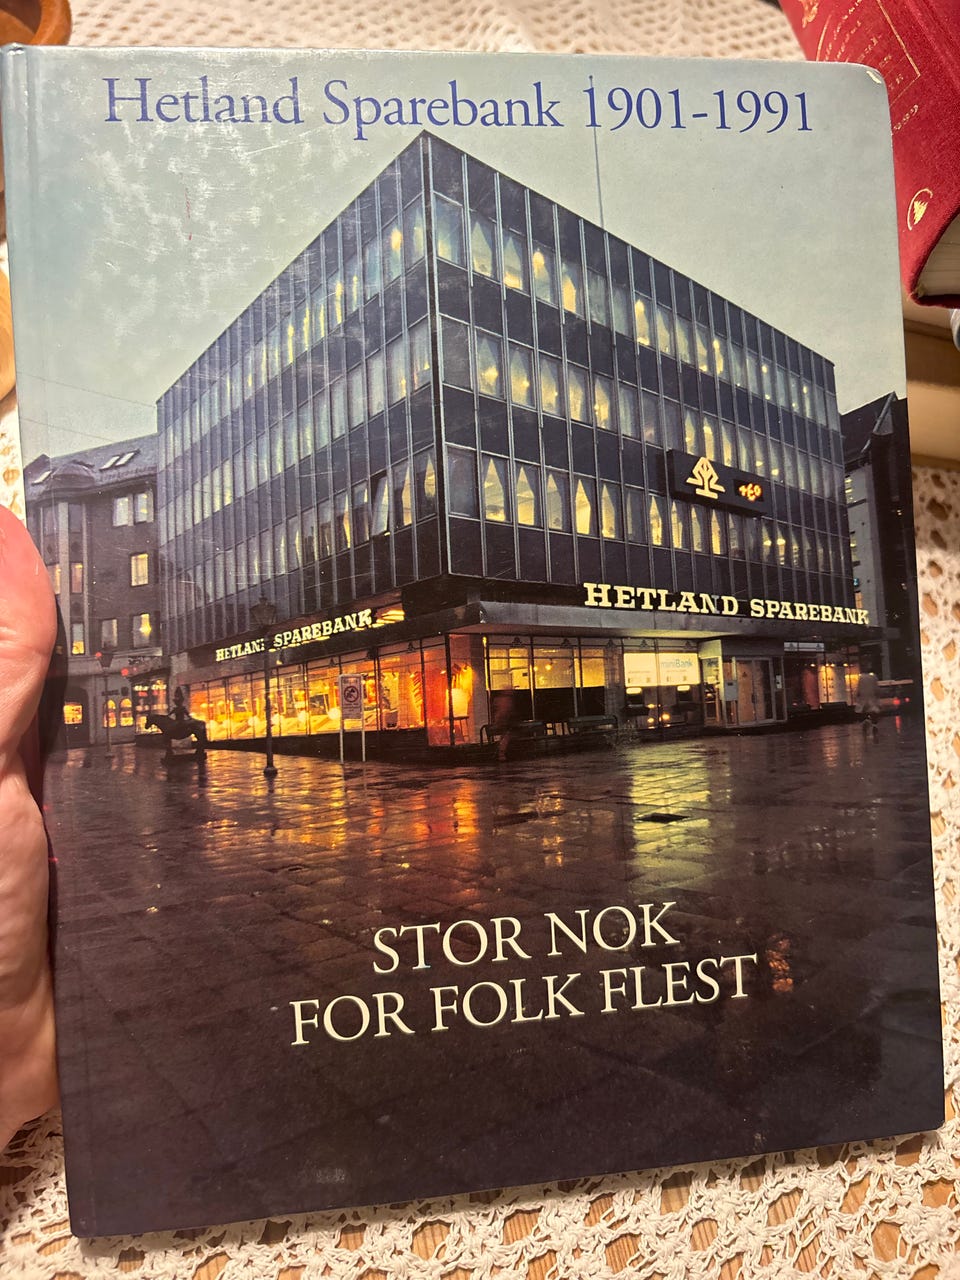 Hetland Sparebank 1901-1991
HETLAND SPAREBANK
HETLAND SPAREBANK
miniBank
STOR NOK
FOR FOLK FLEST